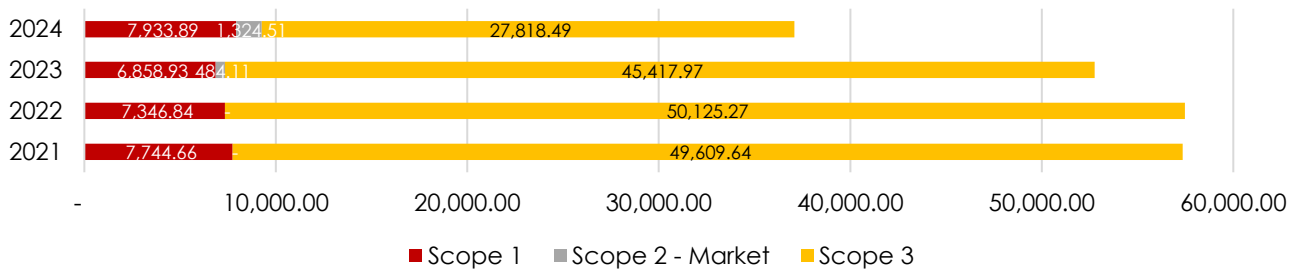 2024 7,933.89 1,324.51 27,818.49
2023 6,858.93 484.11 45,417.97
2022 7,346.84 - 50,125.27
2021 7,744.66 - 49,609.64
- 10,000.00 20,000.00 30,000.00 40,000.00 50,000.00 60,000.00
Scope 1 Scope 2 - Market Scope 3